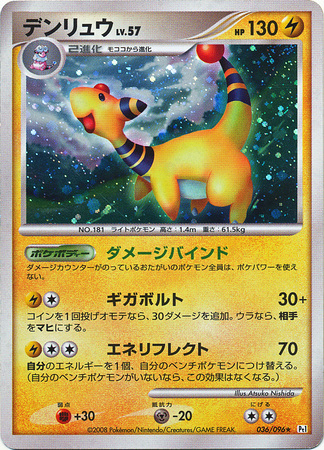 デンリュウ LV.57 HP 130
2進化 モココから進化
NO.181 ライトポケモン 高さ：1.4m 重さ：61.5kg
ポケボディー ダメージバインド
ダメージカウンターがのっているおたがいのポケモン全員は、ポケパワーを使
えない。
ギガボルト 30+
コインを1回投げオモテなら、30ダメージを追加。ウラなら、相手
をマヒにする。
エネリフレクト 70
自分のエネルギーを1個、自分のベンチポケモンにつけ替える。
（自分のベンチポケモンがいないなら、この効果はなくなる。）
Illus.Atsuko Nishida
弱点 抵抗力 にげる
+30 -20
©2008 Pokémon/Nintendo/Creatures/GAME FREAK. 036/096★ Pt1